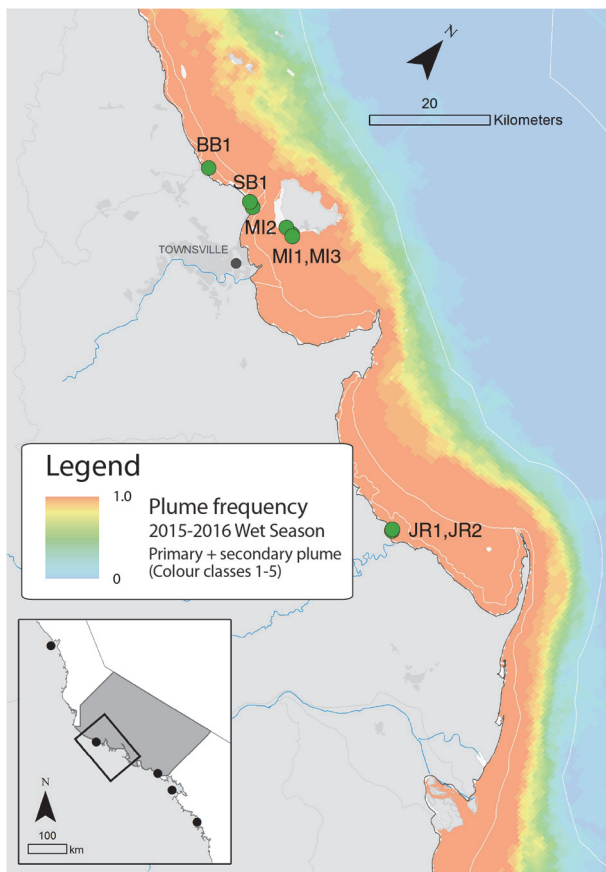 N
20
Kilometers
BB1
SB1
MI2
TOWNSVILLE
MI1,MI3
Legend
1.0
0
Plume frequency
2015-2016 Wet Season
Primary + secondary plume
(Colour classes 1-5)
JR1,JR2
N
100
km